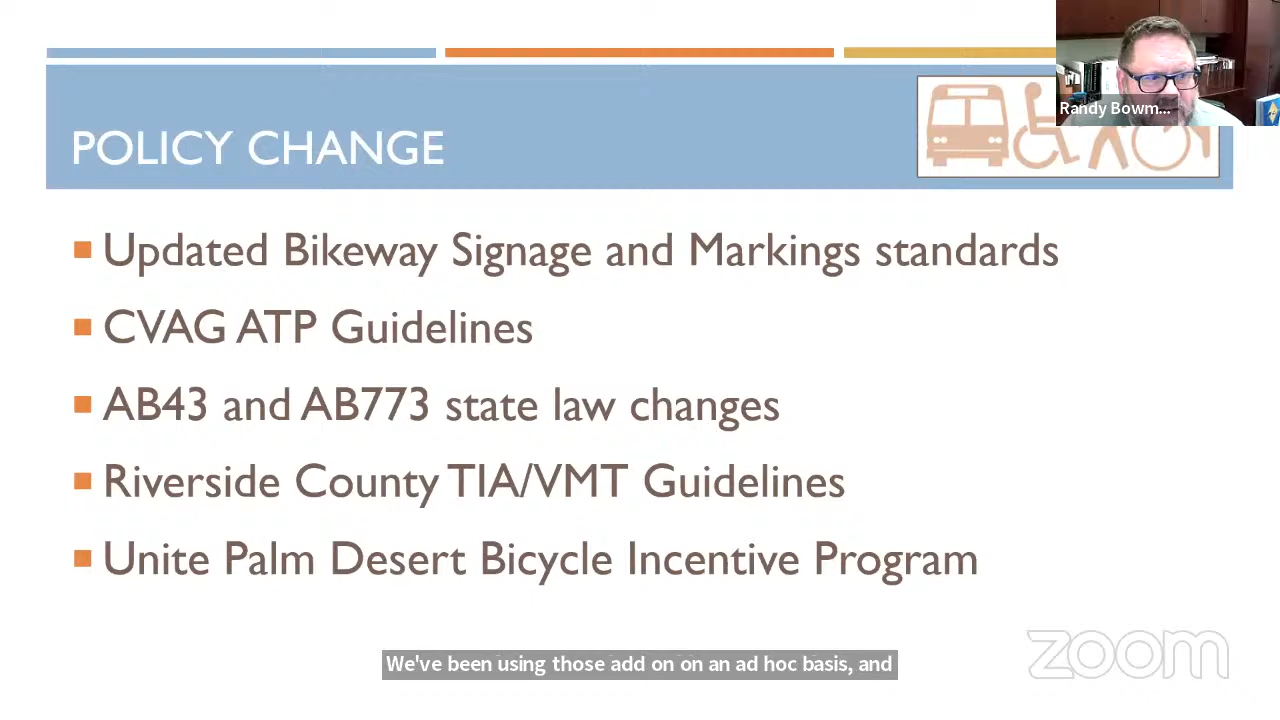 Randy Bowm...
POLICY CHANGE
Updated Bikeway Signage and Markings standards
CVAG ATP Guidelines
AB43 and AB773 state law changes
Riverside County TIA/VMT Guidelines
Unite Palm Desert Bicycle Incentive Program
We've been using those add on on an ad hoc basis, and
zoom